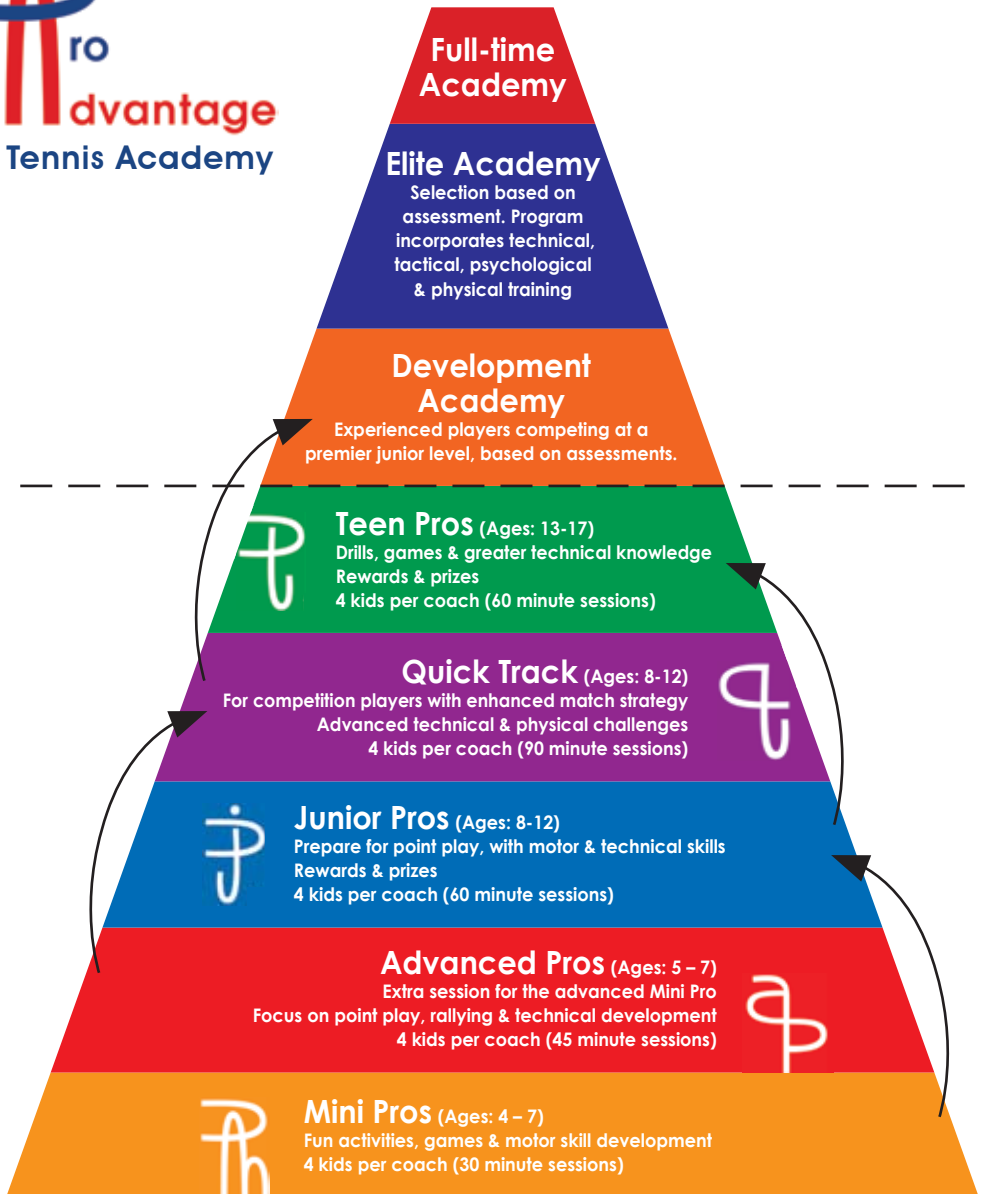 ro
dvantage
Tennis Academy
Full-time
Academy
Elite Academy
Selection based on
assessment. Program
incorporates technical,
tactical, psychological
& physical training
Development
Academy
Experienced players competing at a
premier junior level, based on assessments.
Teen Pros (Ages: 13-17)
Drills, games & greater technical knowledge
Rewards & prizes
4 kids per coach (60 minute sessions)
Quick Track (Ages: 8-12)
For competition players with enhanced match strategy
Advanced technical & physical challenges
4 kids per coach (90 minute sessions)
Junior Pros (Ages: 8-12)
Prepare for point play, with motor & technical skills
Rewards & prizes
4 kids per coach (60 minute sessions)
Advanced Pros (Ages: 5 – 7)
Extra session for the advanced Mini Pro
Focus on point play, rallying & technical development
4 kids per coach (45 minute sessions)
Mini Pros (Ages: 4 – 7)
Fun activities, games & motor skill development
4 kids per coach (30 minute sessions)